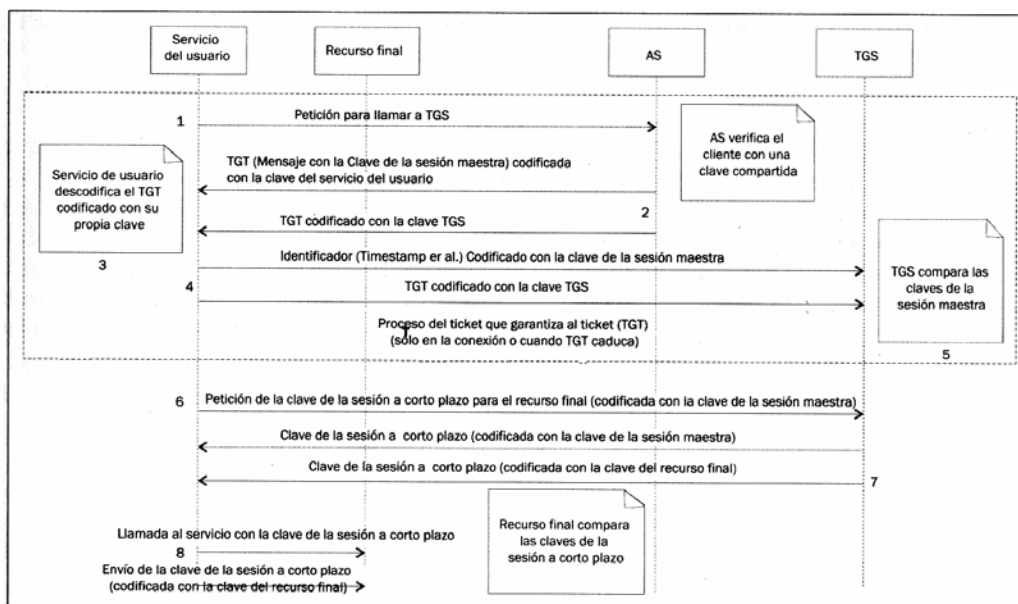 Servicio
del usuario
Recurso final
AS
TGS
1
Petición para llamar a TGS
AS verifica el
cliente con una
clave compartida
Servicio de usuario
descodifica el TGT
codificado con su
propia clave
TGT (Mensaje con la Clave de la sesión maestra) codificada
con la clave del servicio del usuario
2
TGT codificado con la clave TGS
3
Identificador (Timestamp er al.) Codificado con la clave de la sesión maestra
4
TGT codificado con la clave TGS
TGS compara las
claves de la
sesión maestra
Proceso del ticket que garantiza al ticket (TGT)
(sólo en la conexión o cuando TGT caduca)
5
6
Petición de la clave de la sesión a corto plazo para el recurso final (codificada con la clave de la sesión maestra)
Clave de la sesión a corto plazo (codificada con la clave de la sesión maestra)
Clave de la sesión a corto plazo (codificada con la clave del recurso final)
7
Recurso final compara
las claves de la
sesión a corto plazo
Llamada al servicio con la clave de la sesión a corto plazo
8
Envío de la clave de la sesión a corto plazo
(codificada con la clave del recurso final)